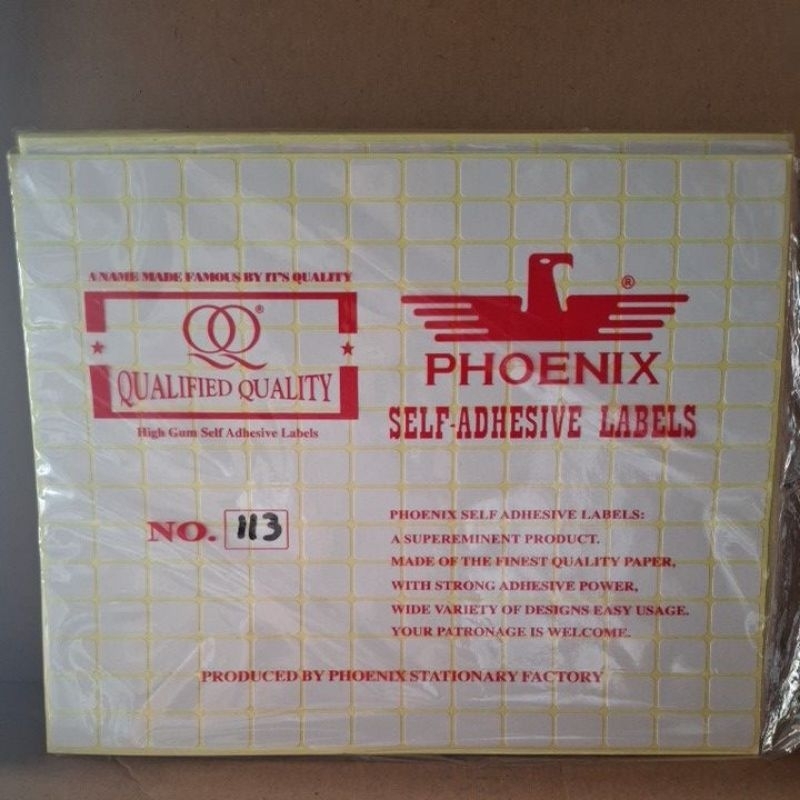 A NAME MADE FAMOUS BY IT'S QUALITY
QQ®
QUALIFIED QUALITY
High Gum Self Adhesive Labels
NO. 113
®
PHOENIX
SELF-ADHESIVE LABELS
PHOENIX SELF ADHESIVE LABELS:
A SUPEREMINENT PRODUCT.
MADE OF THE FINEST QUALITY PAPER,
WITH STRONG ADHESIVE POWER,
WIDE VARIETY OF DESIGNS EASY USAGE.
YOUR PATRONAGE IS WELCOME.
PRODUCED BY PHOENIX STATIONARY FACTORY